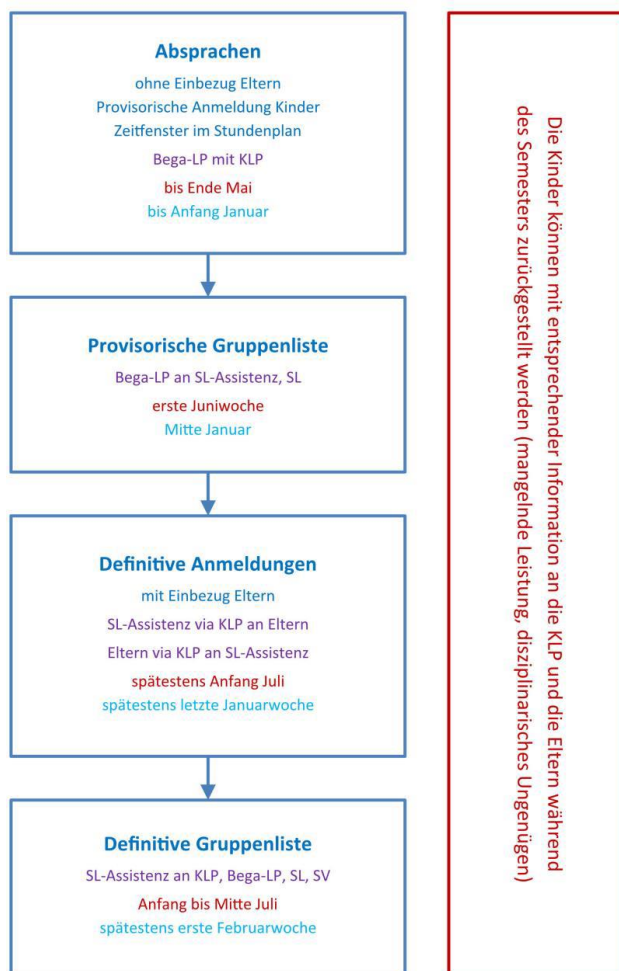 Absprachen
ohne Einbezug Eltern
Provisorische Anmeldung Kinder
Zeitfenster im Stundenplan
Bega-LP mit KLP
bis Ende Mai
bis Anfang Januar
Provisorische Gruppenliste
Bega-LP an SL-Assistenz, SL
erste Juniwoche
Mitte Januar
Definitive Anmeldungen
mit Einbezug Eltern
SL-Assistenz via KLP an Eltern
Eltern via KLP an SL-Assistenz
spätestens Anfang Juli
spätestens letzte Januarwoche
Definitive Gruppenliste
SL-Assistenz an KLP, Bega-LP, SL, SV
Anfang bis Mitte Juli
spätestens erste Februarwoche
Die Kinder können mit entsprechender Information an die KLP und die Eltern während
des Semesters zurückgestellt werden (mangelnde Leistung, disziplinarisches Ungenügen)